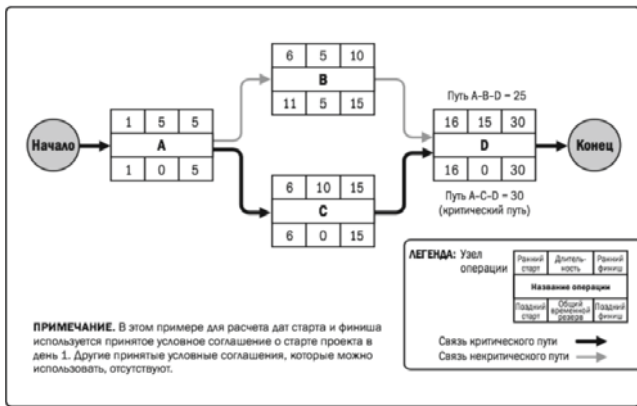 6 5 10
B
11 5 15
Путь A-B-D = 25
1 5 5
A
1 0 5
Начало
16 15 30
D
16 0 30
Конец
6 10 15
C
6 0 15
Путь A-C-D = 30
(критический путь)
ЛЕГЕНДА: Узел
операции
Ранний старт
Длитель-
ность
Ранний финиш
Название операции
Поздний старт
Общий временной резерв
Поздний финиш
Связь критического пути
Связь некритического пути
ПРИМЕЧАНИЕ. В этом примере для расчета дат старта и финиша
используется принятое условное соглашение о старте проекта в
день 1. Другие принятые условные соглашения, которые можно
использовать, отсутствуют.